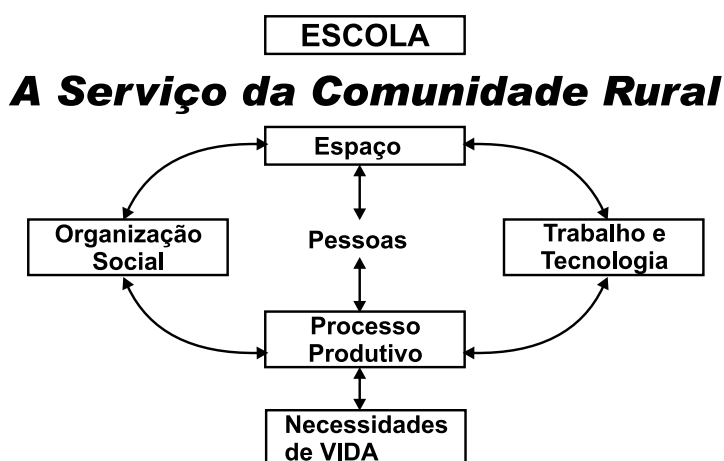 ESCOLA
A Serviço da Comunidade Rural
Espaço
Organização
Social
Pessoas
Trabalho e
Tecnologia
Processo
Produtivo
Necessidades
de VIDA